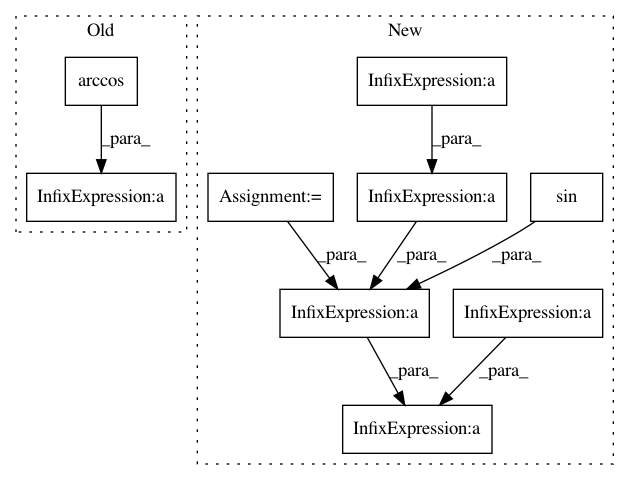 Old
New
arccos
InfixExpression:a
_para_
_para_
InfixExpression:a
Assignment:=
InfixExpression:a
sin
_para_
_para_
_para_
InfixExpression:a
InfixExpression:a
_para_
_para_
InfixExpression:a